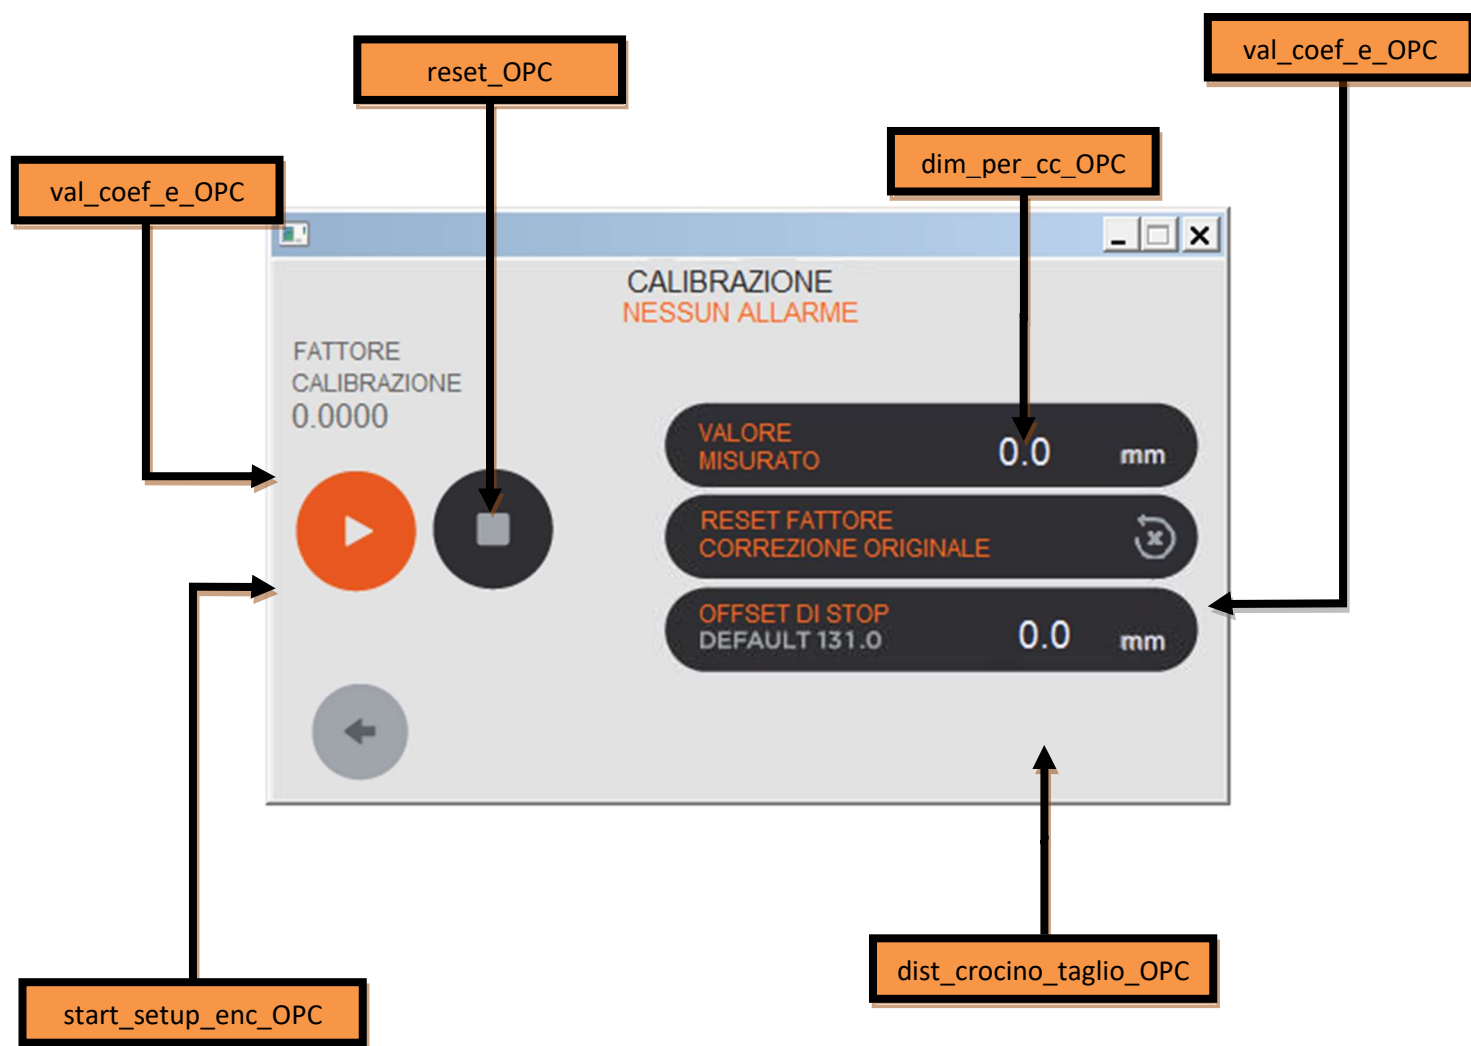 val_coef_e_OPC
reset_OPC
dim_per_cc_OPC
val_coef_e_OPC
CALIBRAZIONE
NESSUN ALLARME
FATTORE
CALIBRAZIONE
0.0000
VALORE
MISURATO
0.0 mm
RESET FATTORE
CORREZIONE ORIGINALE
OFFSET DI STOP
DEFAULT 131.0
0.0 mm
dist_crocino_taglio_OPC
start_setup_enc_OPC